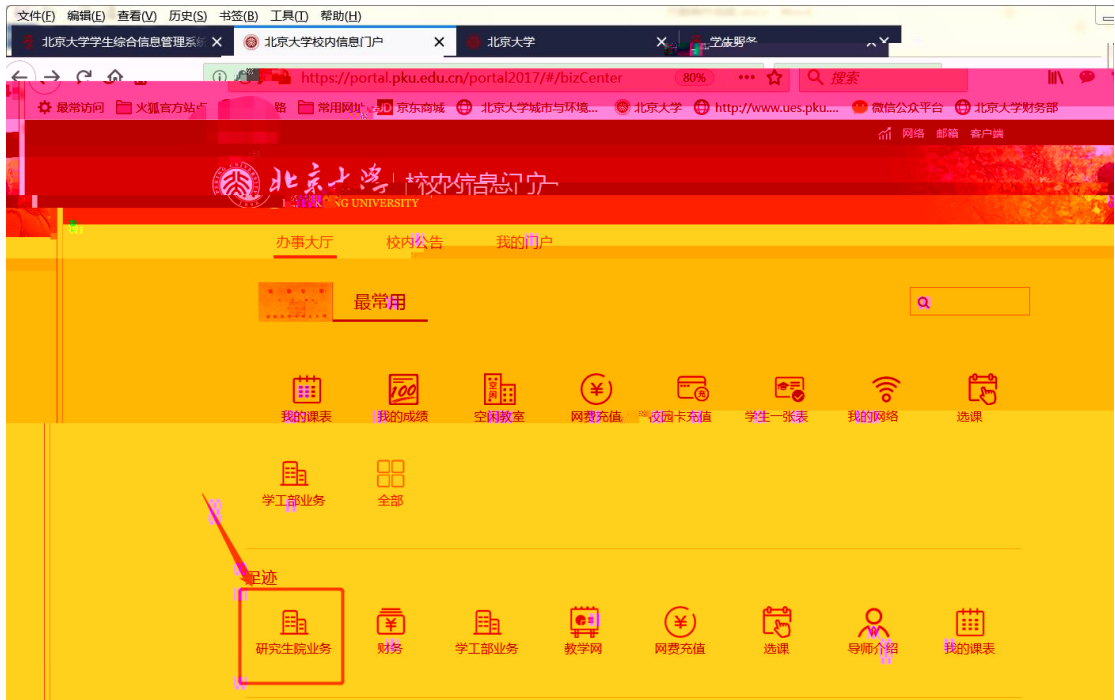 文件(F) 编辑(E) 查看(V) 历史(S) 书签(B) 工具(T) 帮助(H)
北京大学学生综合信息管理系统 × 北京大学校内信息门户 × 北京大学 ×
https://portal.pku.edu.cn/portal2017/#/bizCenter 80% 搜索
最常访问 火狐官方站点 常用网址 JD 京东商城 北京大学城市与环境... 北京大学 http://www.ues.pku.... 微信公众平台 北京大学财务部
网络 邮箱 客户端
北京大学 校内信息门户
UNIVERSITY
办事大厅 校内公告 我的门户
最常用
我的课表 我的成绩 空闲教室 网费充值 校园卡充值 学生一张表 我的网络 选课
学工部业务 全部
足迹
研究生院业务 财务 学工部业务 教学网 网费充值 选课 导师介绍 我的课表